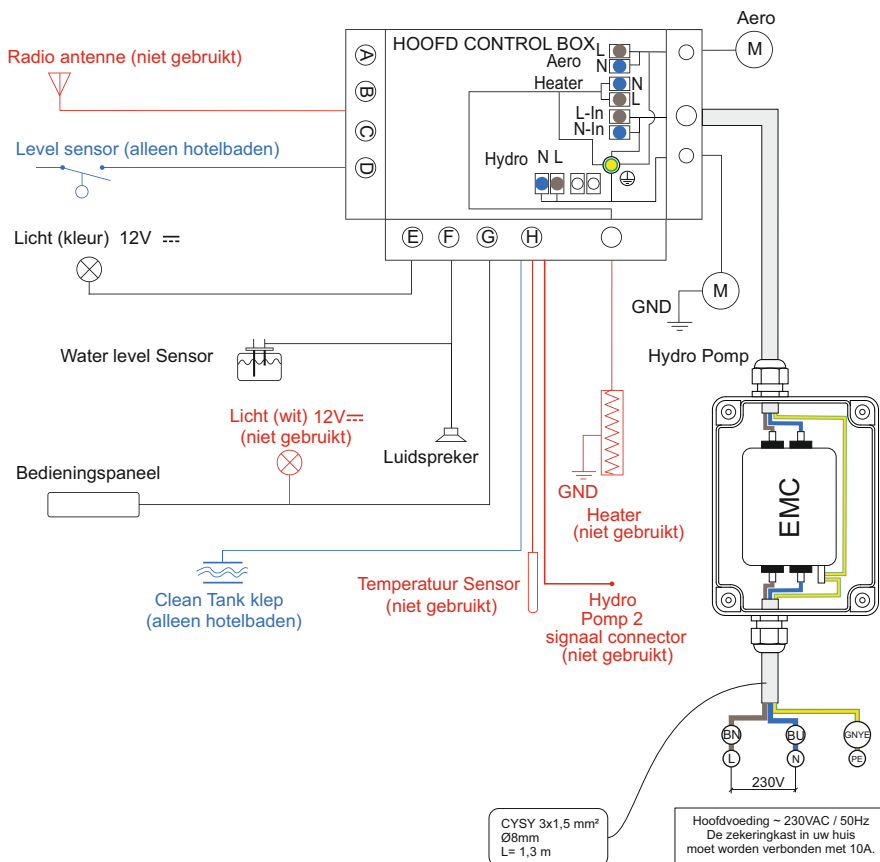 Aero
M
HOOFD CONTROL BOX
L
Aero
N
Heater
N
L
L-In
N-In
Hydro N L
A
B
C
D
Radio antenne (niet gebruikt)
Level sensor (alleen hotelbaden)
Licht (kleur) 12V
E
F
G
H
M
GND
Hydro Pomp
Water level Sensor
Licht (wit) 12V
(niet gebruikt)
Luidspreker
Bedieningspaneel
GND
Heater
(niet gebruikt)
EMC
Clean Tank klep
(alleen hotelbaden)
Temperatuur Sensor
(niet gebruikt)
Hydro
Pomp 2
signaal connector
(niet gebruikt)
BN
BU
GNYE
L
N
PE
230V
CYSY 3x1,5 mm²
Ø8mm
L= 1,3 m
Hoofdvoeding ~ 230VAC / 50Hz
De zekeringkast in uw huis
moet worden verbonden met 10A.